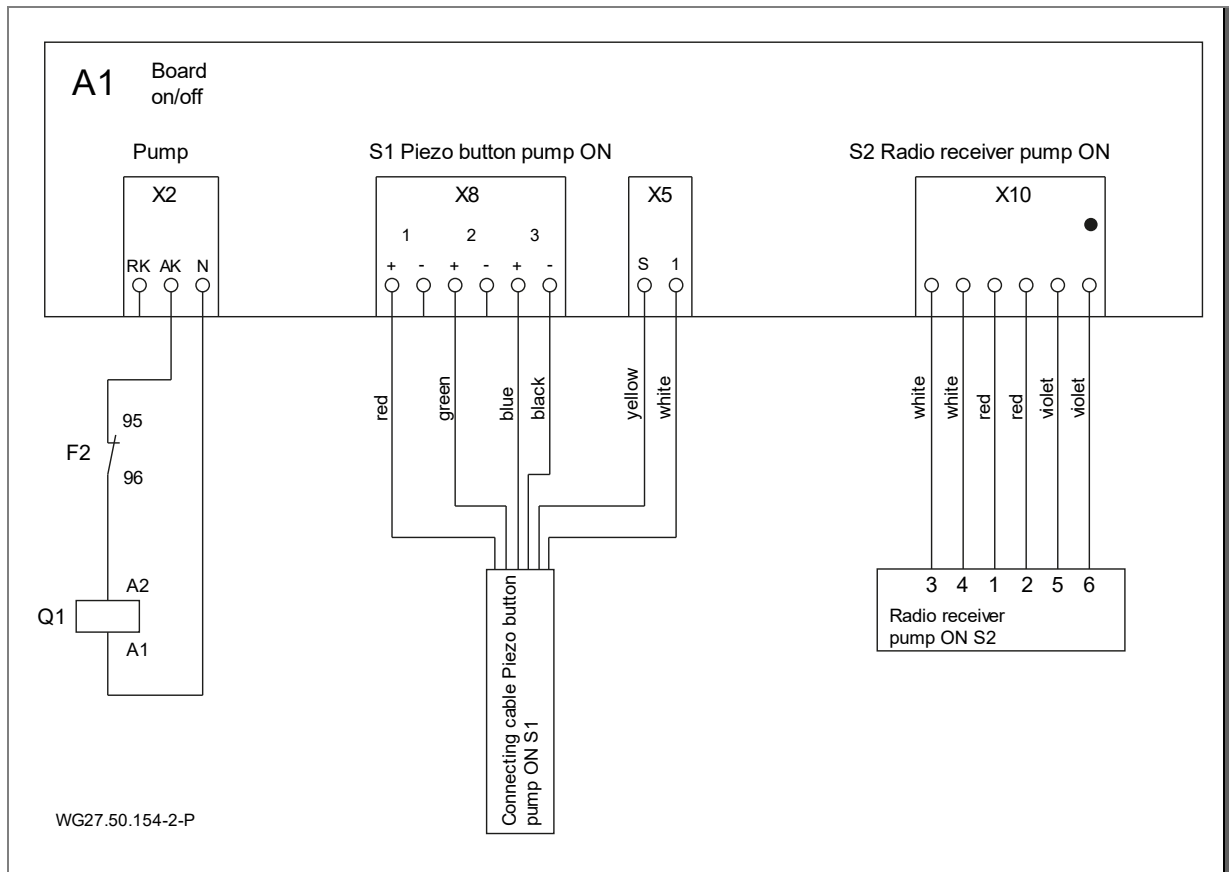 A1
Board
on/off
Pump
S1 Piezo button pump ON
S2 Radio receiver pump ON
X2
X8
X5
X10
1 2 3
RK AK N
+ - + - + -
S 1
red
green
blue
black
yellow
white
white
white
red
red
violet
violet
95
F2
96
A2
Q1
A1
Connecting cable Piezo button
pump ON S1
3 4 1 2 5 6
Radio receiver
pump ON S2
WG27.50.154-2-P